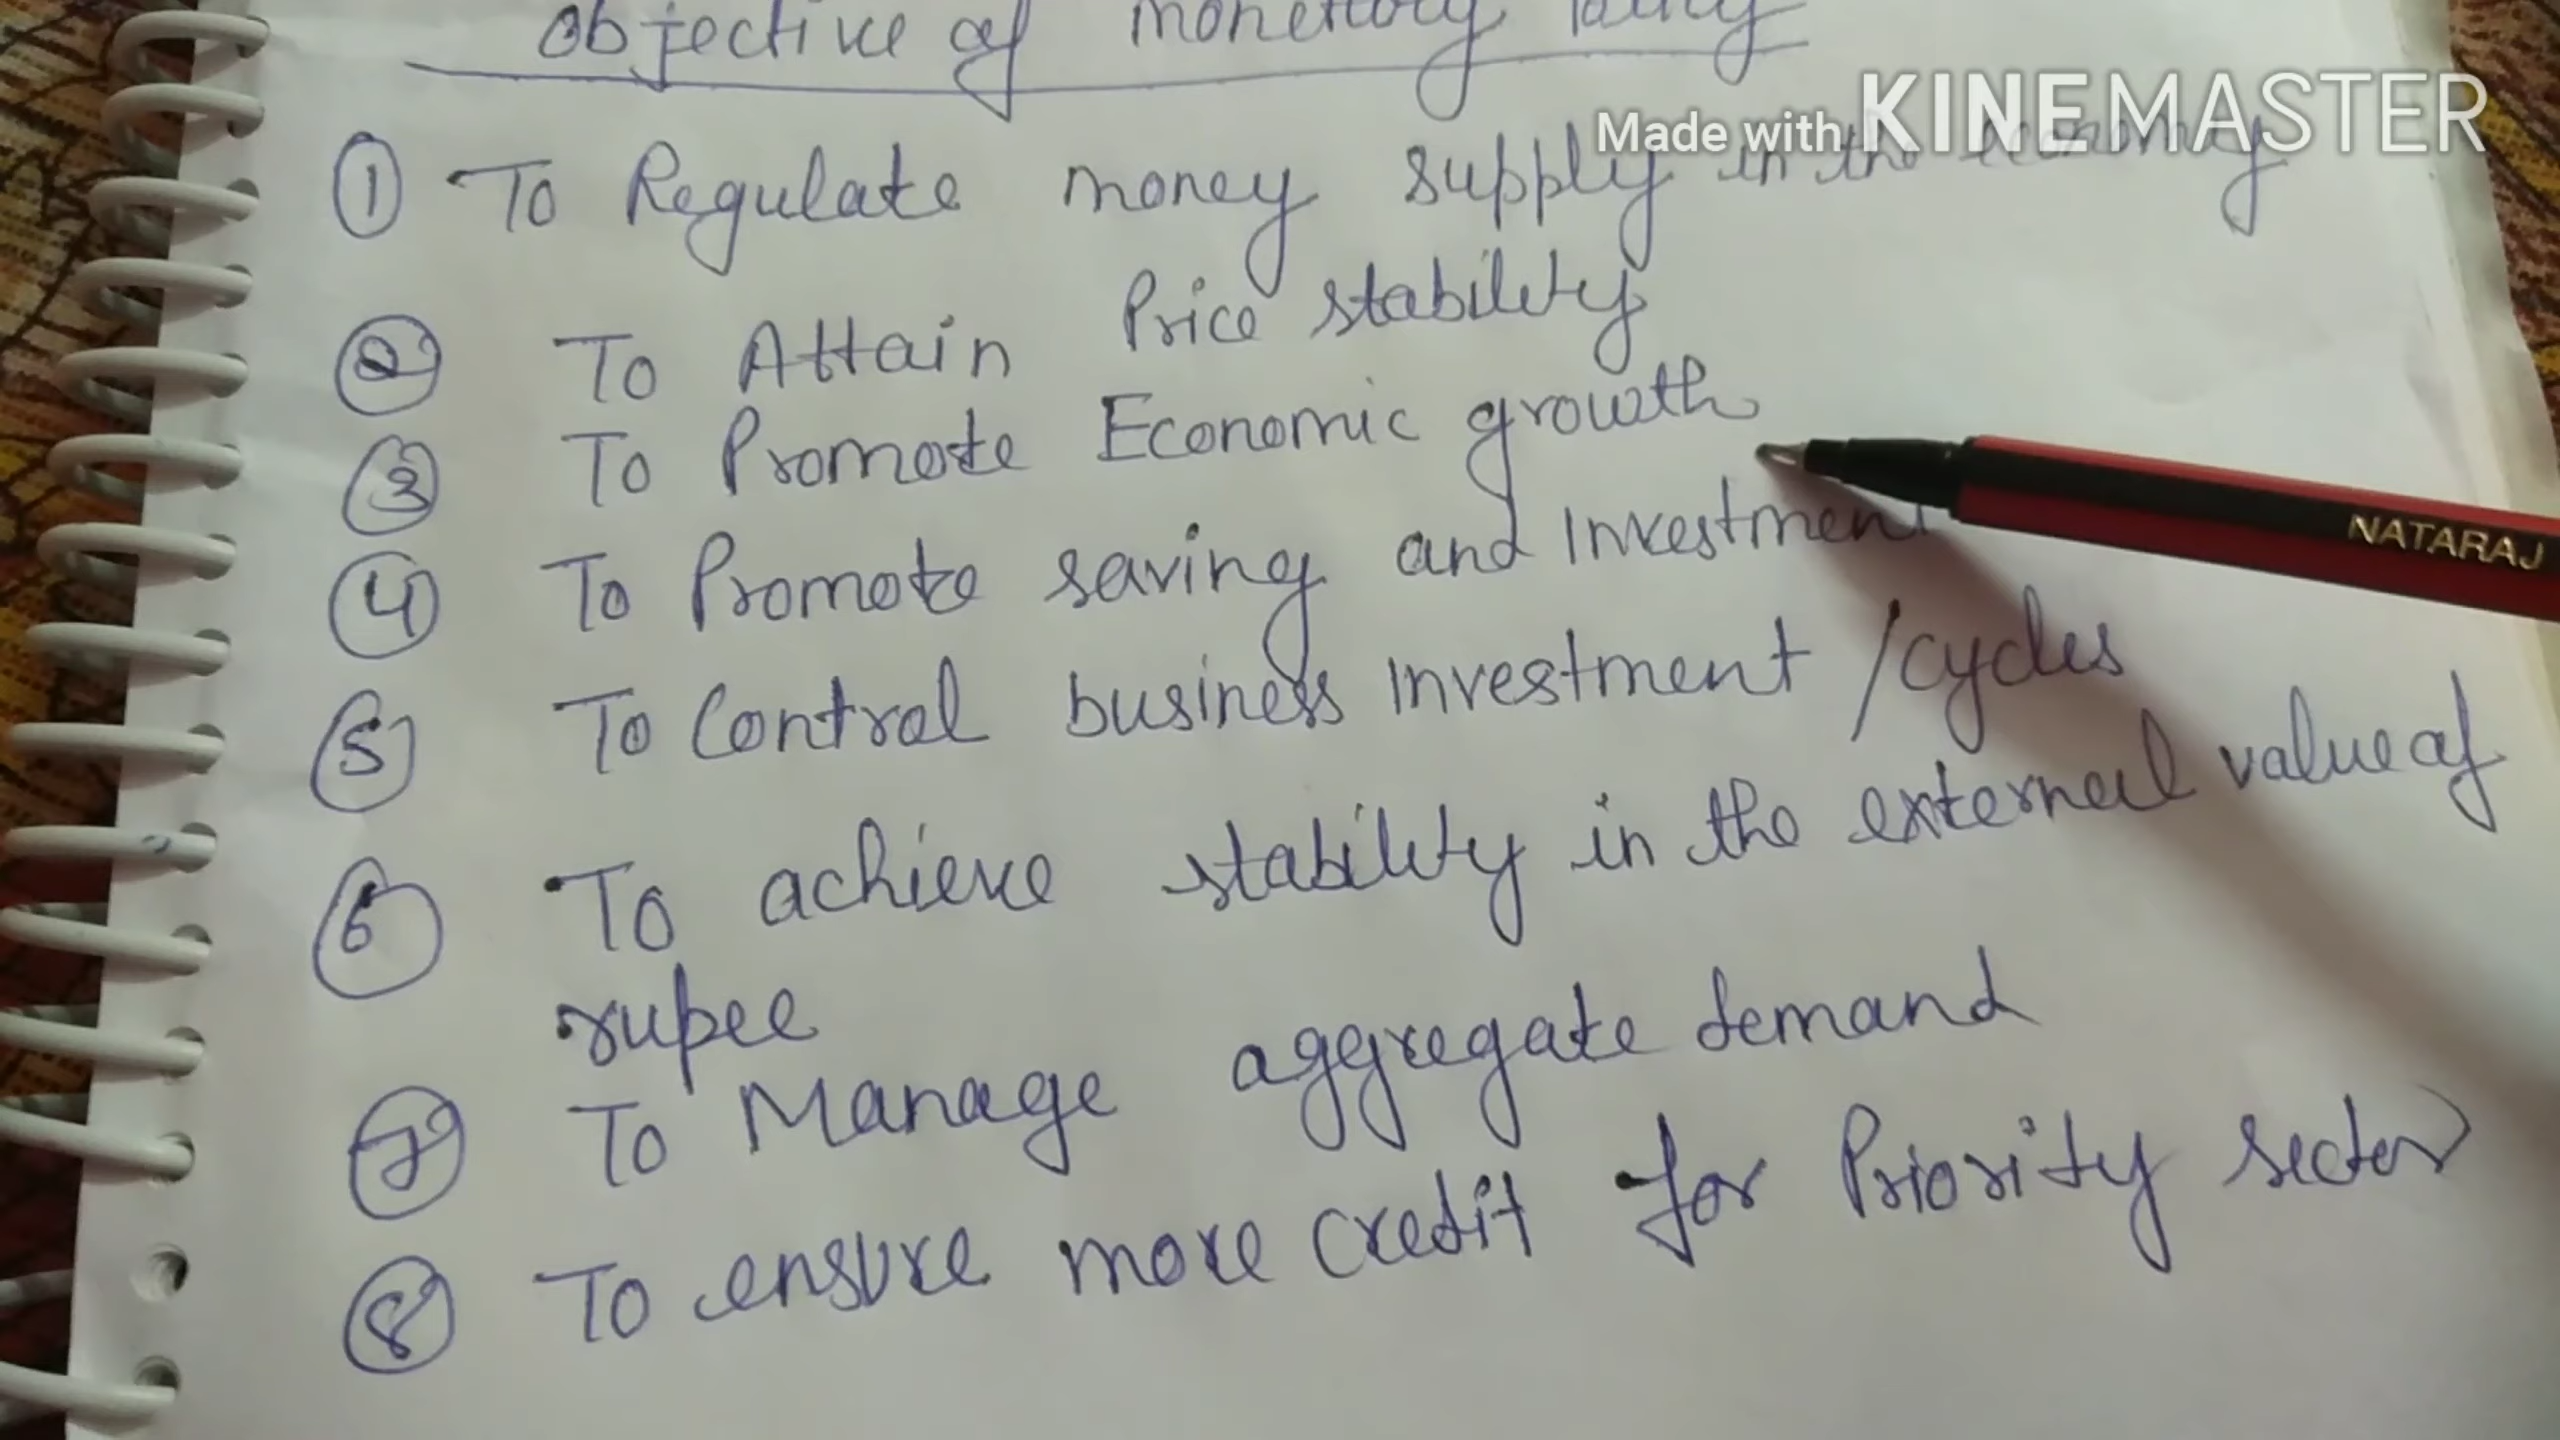 Objective of monetory Policy
Made with KINEMASTER
① To Regulate money supply in the economy
② To Attain Price stability
③ To Promote Economic growth
④ To Promote saving and Investment
⑤ To Control business Investment /cycles
⑥ To achieve stability in the external value of
rupee
⑦ To Manage aggregate demand
⑧ To ensure more credit for Priority sector
NATARAJ